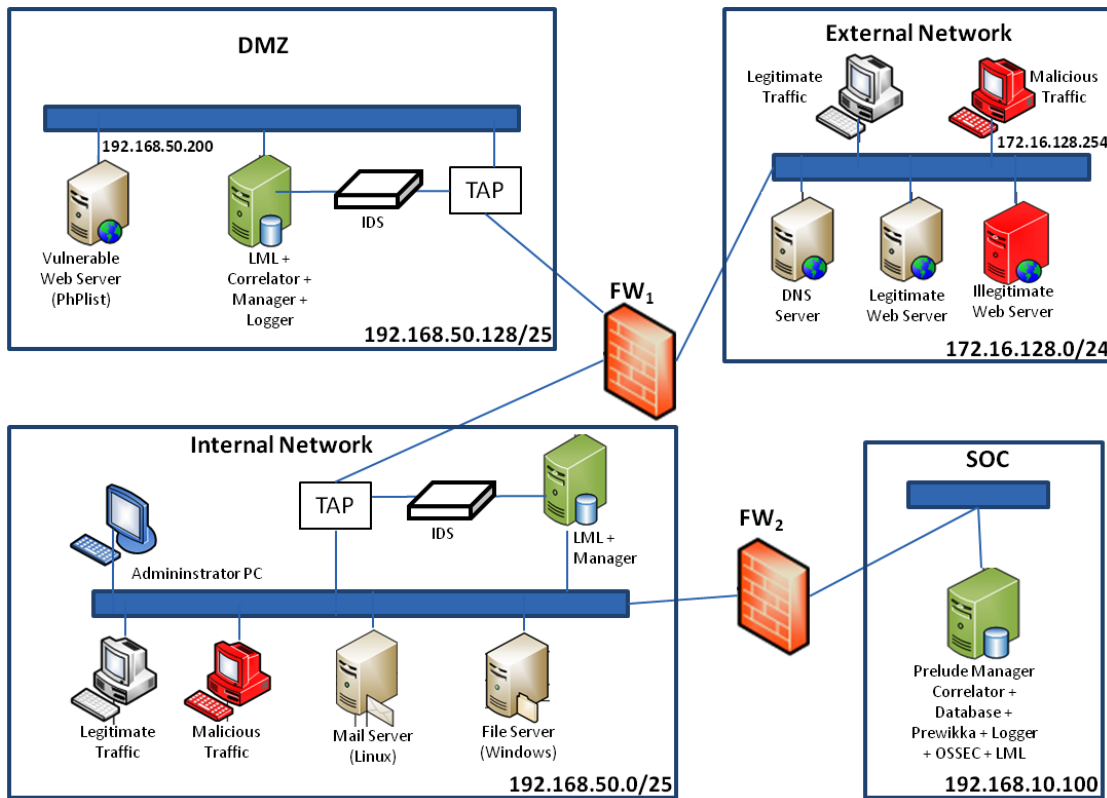 DMZ
192.168.50.200
TAP
IDS
Vulnerable
Web Server
(PhPlist)
LML +
Correlator +
Manager +
Logger
192.168.50.128/25
External Network
Legitimate
Traffic
Malicious
Traffic
172.16.128.254
DNS
Server
Legitimate
Web Server
Illegitimate
Web Server
172.16.128.0/24
FW1
Internal Network
TAP
IDS
LML +
Manager
Admininstrator PC
Legitimate
Traffic
Malicious
Traffic
Mail Server
(Linux)
File Server
(Windows)
192.168.50.0/25
FW2
SOC
Prelude Manager
Correlator +
Database +
Prewikka + Logger
+ OSSEC + LML
192.168.10.100